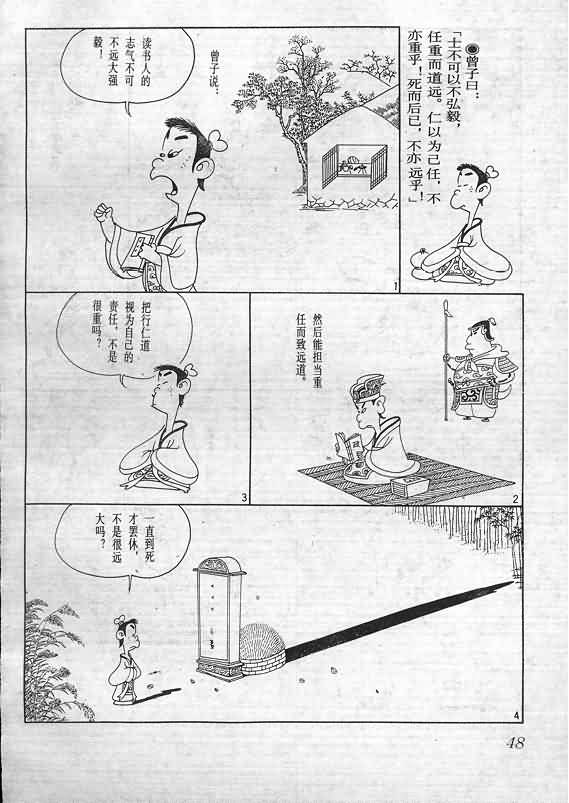 ●曾子曰：
「士不可以不弘毅，
任重而道远。仁以为己任，不
亦重乎！死而后已，不亦远乎！」
曾子说：
读书人的
志气不可
不远大强
毅！
1
然后能担当重
任而致远道。
2
把行仁道
视为自己的
责任，不是
很重吗？
3
一直到死
才罢休，
不是很远
大吗？
4
48